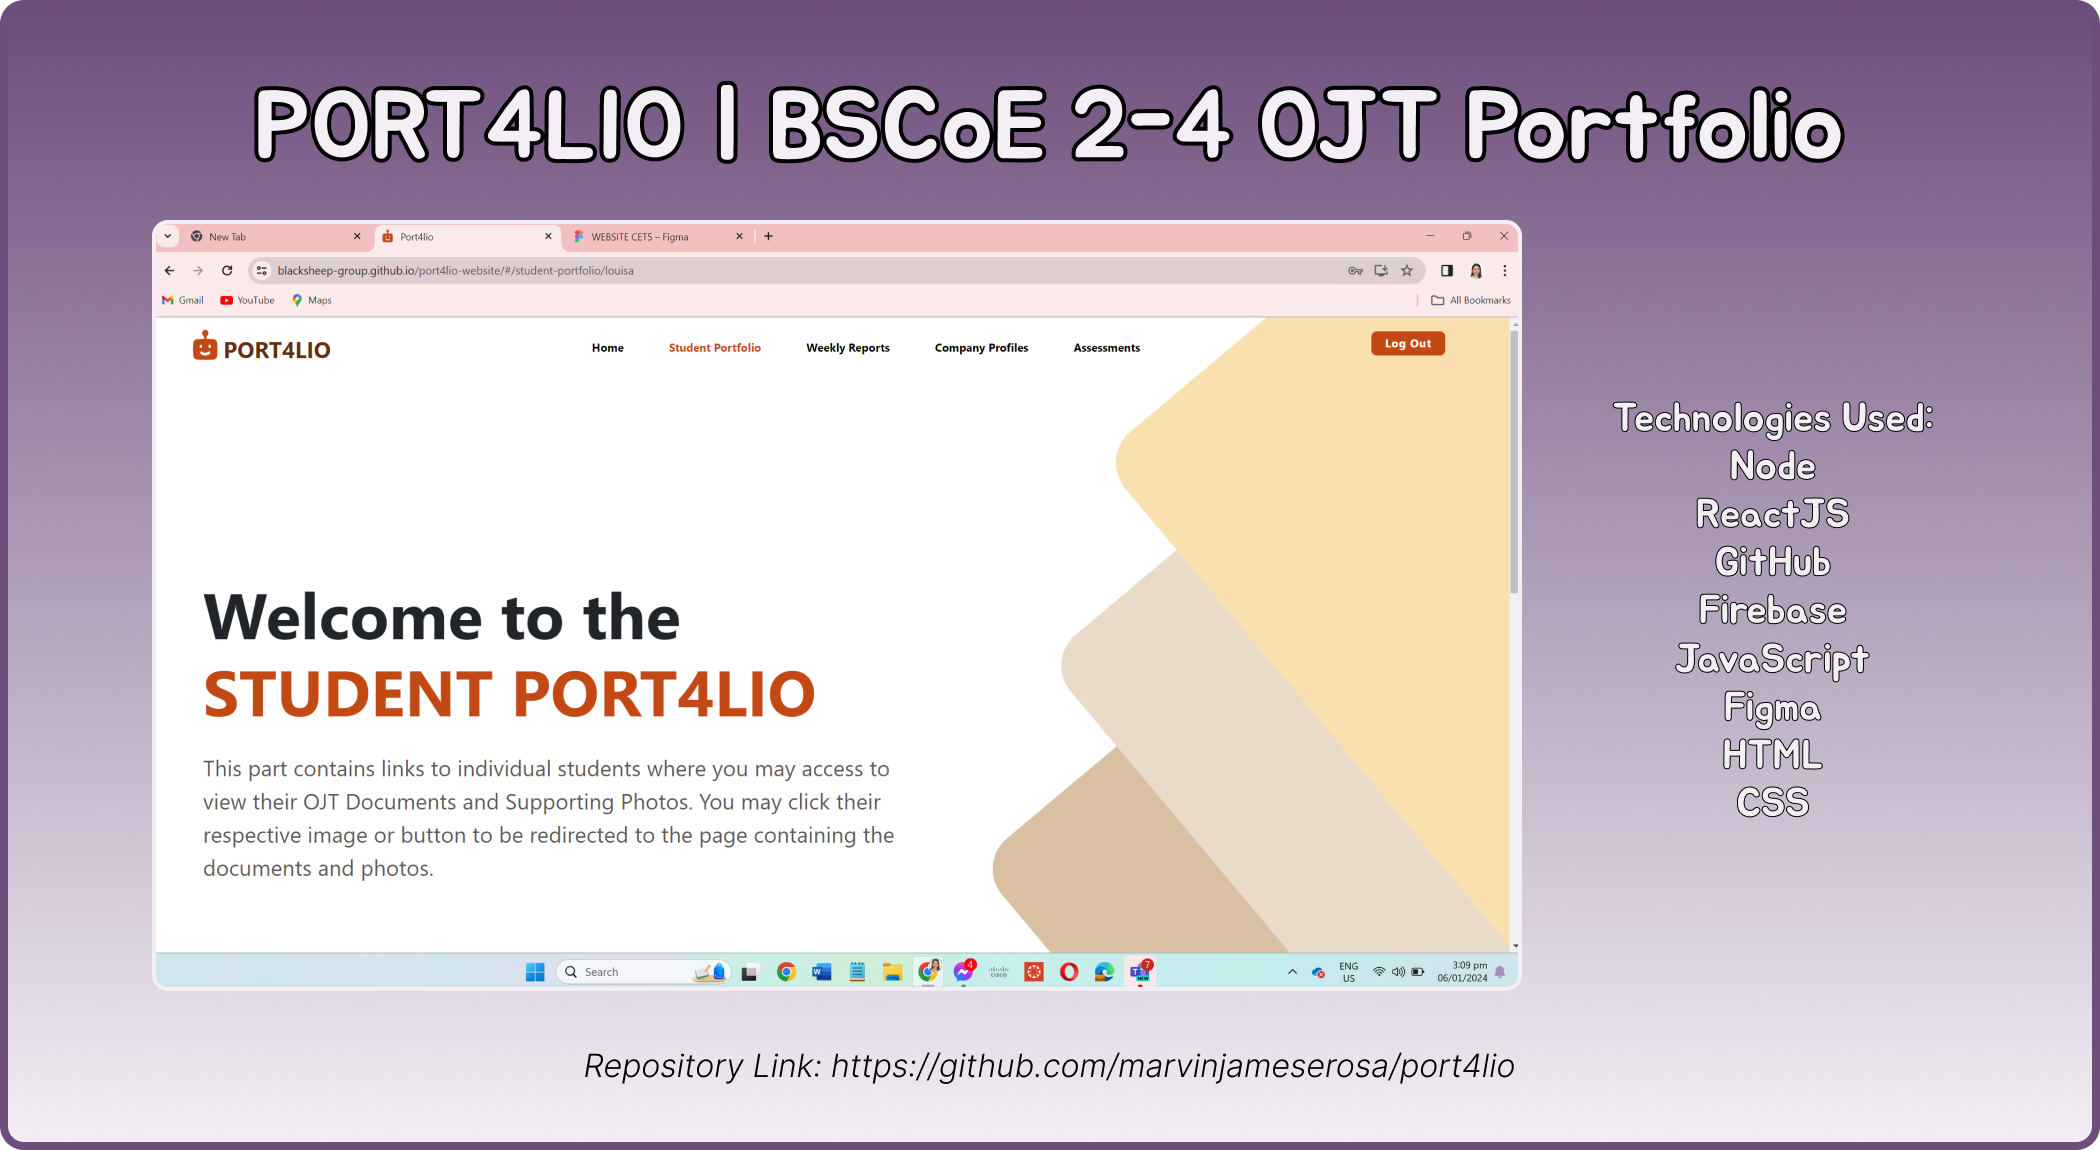 PORT4LIO | BSCoE 2-4 OJT Portfolio
New Tab
Port4lio
WEBSITE CET5 – Figma
blacksheep-group.github.io/port4lio-website/#/student-portfolio/louisa
Gmail
YouTube
Maps
All Bookmarks
PORT4LIO
Home
Student Portfolio
Weekly Reports
Company Profiles
Assessments
Log Out
Welcome to the
STUDENT PORT4LIO
This part contains links to individual students where you may access to
view their OJT Documents and Supporting Photos. You may click their
respective image or button to be redirected to the page containing the
documents and photos.
Technologies Used:
Node
ReactJS
GitHub
Firebase
JavaScript
Figma
HTML
CSS
Search
4
CISCO
NEW
7
ENG
US
3:09 pm
06/01/2024
Repository Link: https://github.com/marvinjameserosa/port4lio